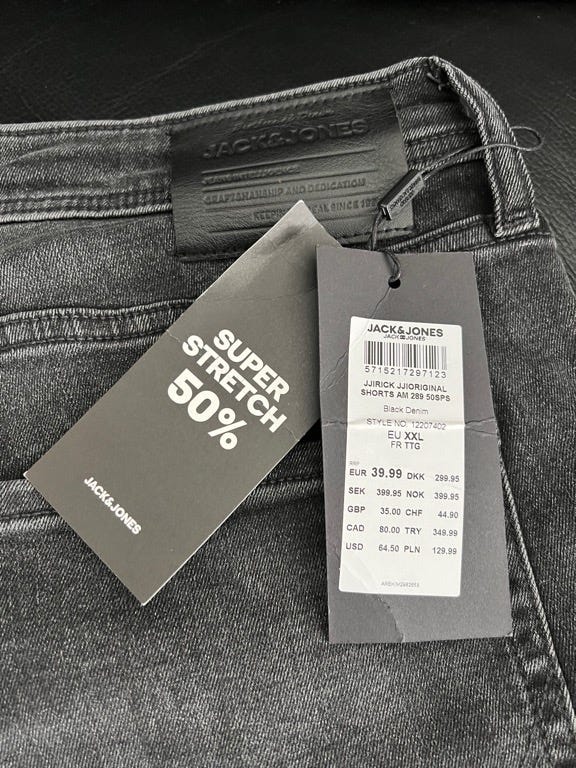 JACK&JONES
CRAFTSMANSHIP AND DEDICATION
SUPER
STRETCH
50%
JACK&JONES
JACK&JONES
JACK JONES
5715217297123
JJIRICK JJIORIGINAL
SHORTS AM 289 50SPS
Black Denim
STYLE NO. 12207402
EU XXL
FR TTG
RRP
EUR 39.99 DKK 299.95
SEK 399.95 NOK 399.95
GBP 35.00 CHF 44.90
CAD 80.00 TRY 349.99
USD 64.50 PLN 129.99